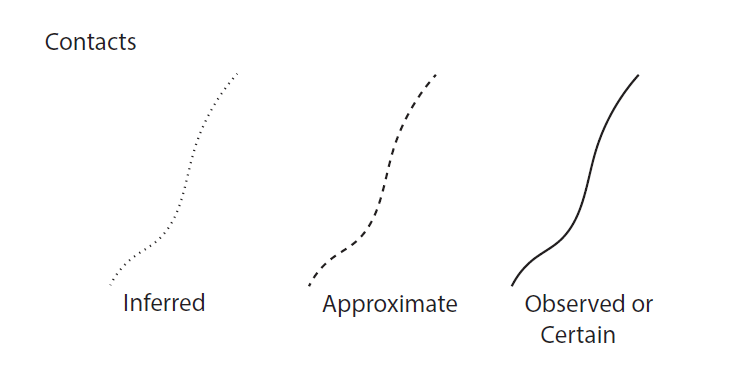 Contacts
Inferred
Approximate
Observed or
Certain